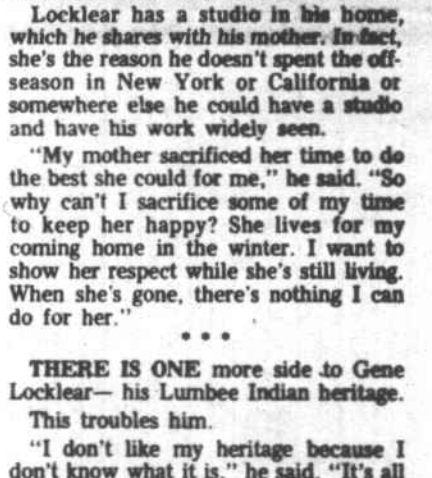 Locklear has a studio in his home,
which he shares with his mother. In fact,
she's the reason he doesn't spent the off-
season in New York or California or
somewhere else he could have a studio
and have his work widely seen.
"My mother sacrificed her time to do
the best she could for me," he said. "So
why can't I sacrifice some of my time
to keep her happy? She lives for my
coming home in the winter. I want to
show her respect while she's still living.
When she's gone, there's nothing I can
do for her."
• • •
THERE IS ONE more side to Gene
Locklear— his Lumbee Indian heritage.
This troubles him.
"I don't like my heritage because I
don't know what it is," he said. "It's all